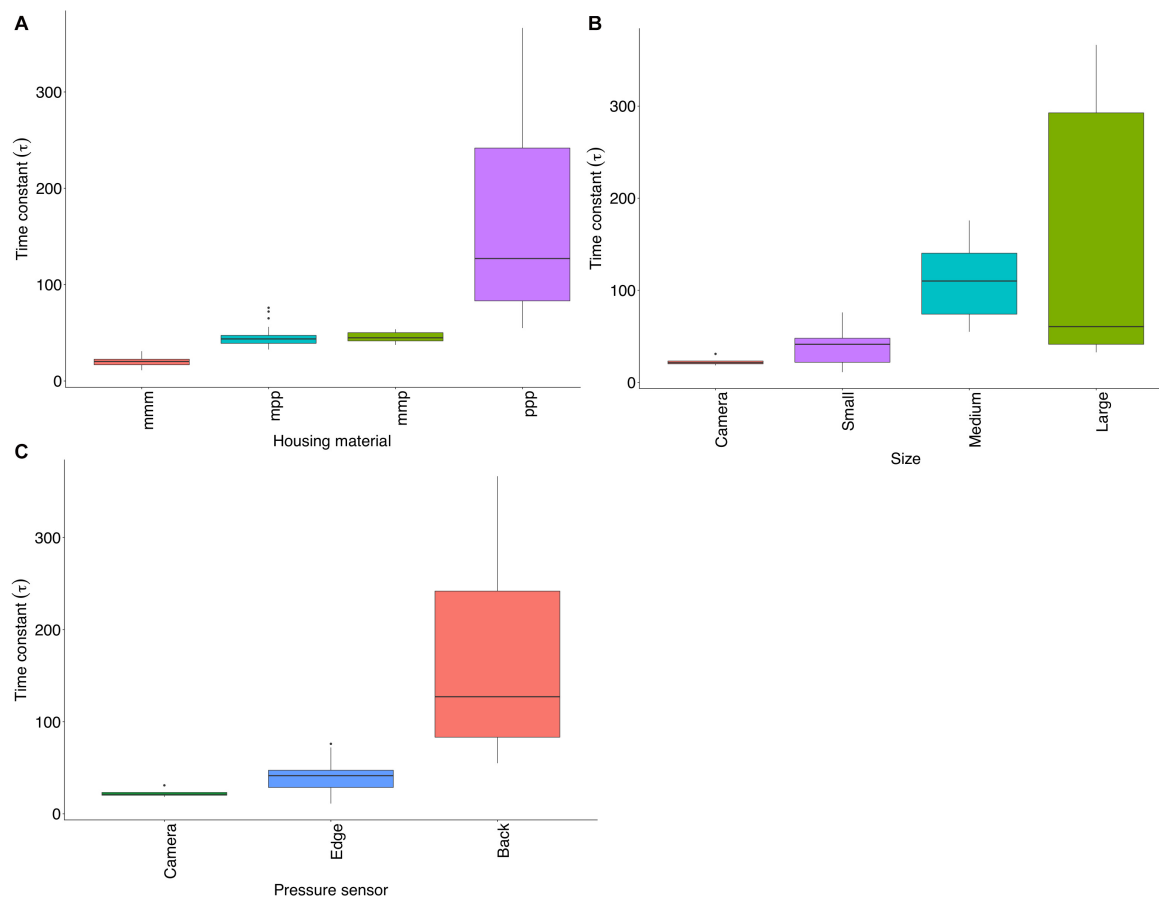 A
Time constant (τ)
300
200
100
0
mmm
mpp
mmp
ppp
Housing material
B
Time constant (τ)
300
200
100
0
Camera
Small
Medium
Large
Size
C
Time constant (τ)
300
200
100
0
Camera
Edge
Back
Pressure sensor